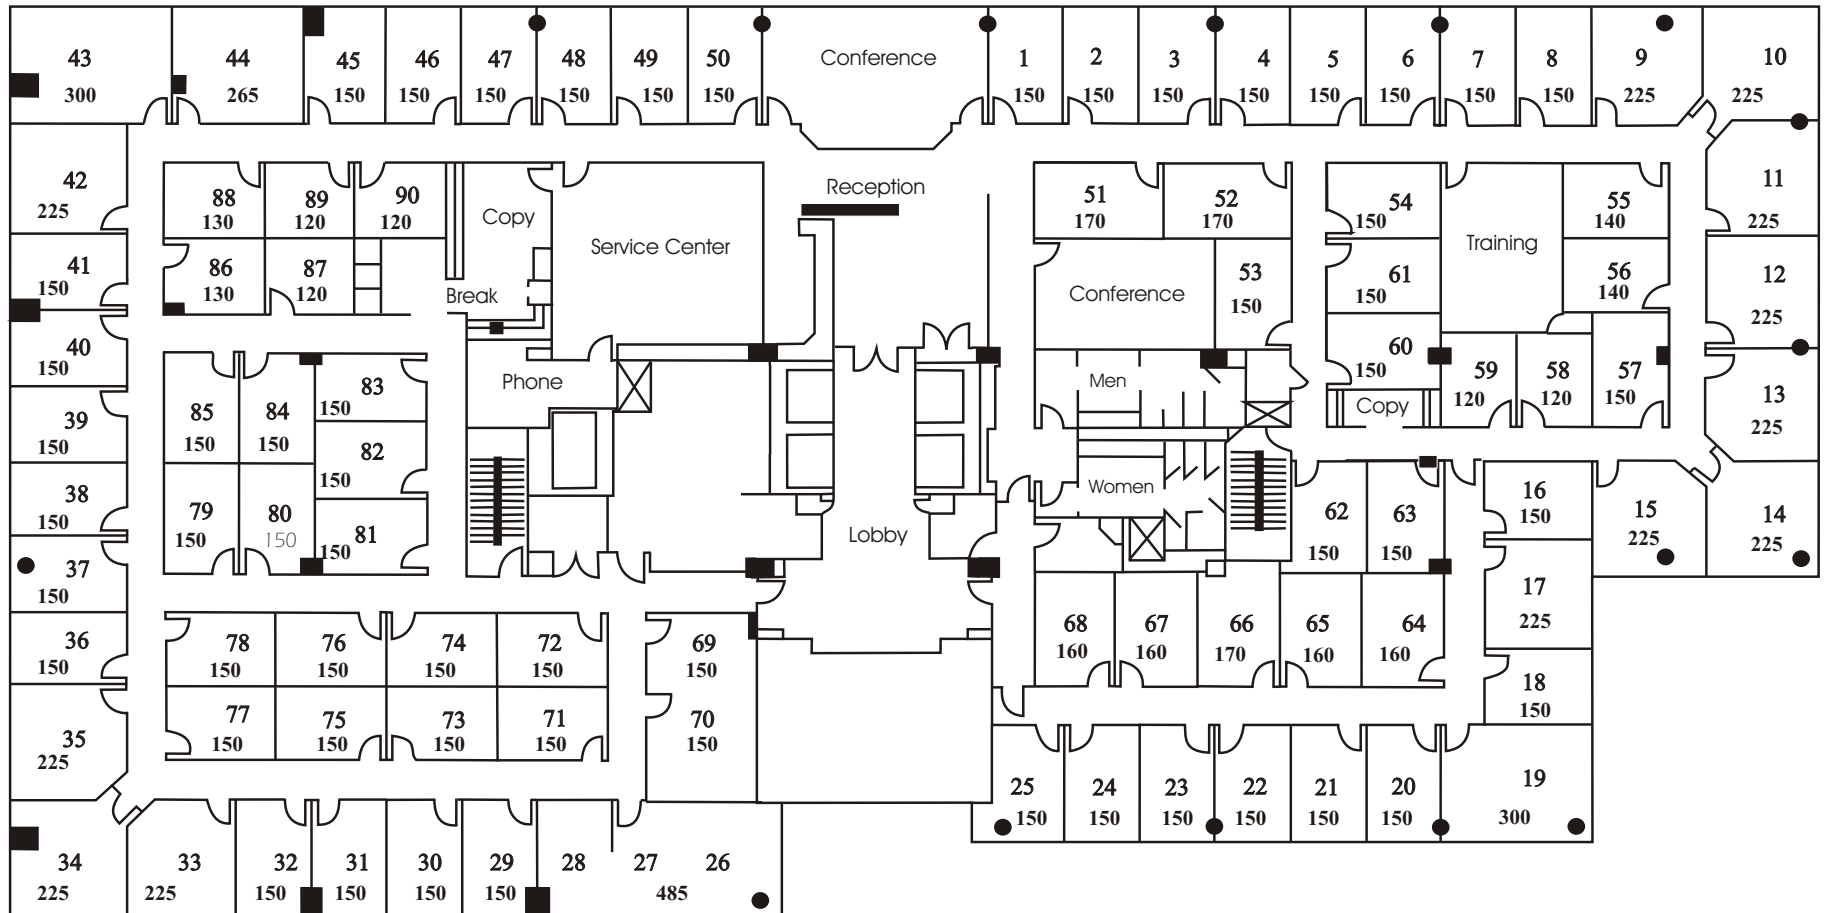 43 44 45 46 47 48 49 50 Conference 1 2 3 4 5 6 7 8 9 10
300 265 150 150 150 150 150 150 150 150 150 150 150 150 150 150 225 225
42 88 89 90 Copy Reception 51 52 54 55 11
225 130 120 120 170 170 150 140 225
Service Center Training
41 86 87 Break Conference 53 61 56 12
150 130 120 150 150 140 225
40 83 Phone Men 60 59 58 57 13
150 150 150 120 120 150 225
39 85 84 82 Copy
150 150 150 150
38 79 80 81 Women 62 63 16 15 14
150 150 150 150 150 150 150 225 225
Lobby
37 17
150 225
36 78 76 74 72 69 68 67 66 65 64
150 150 150 150 150 150 160 160 170 160 160
35 77 75 73 71 70 18
225 150 150 150 150 150 150
25 24 23 22 21 20 19
150 150 150 150 150 150 300
34 33 32 31 30 29 28 27 26
225 225 150 150 150 150 485